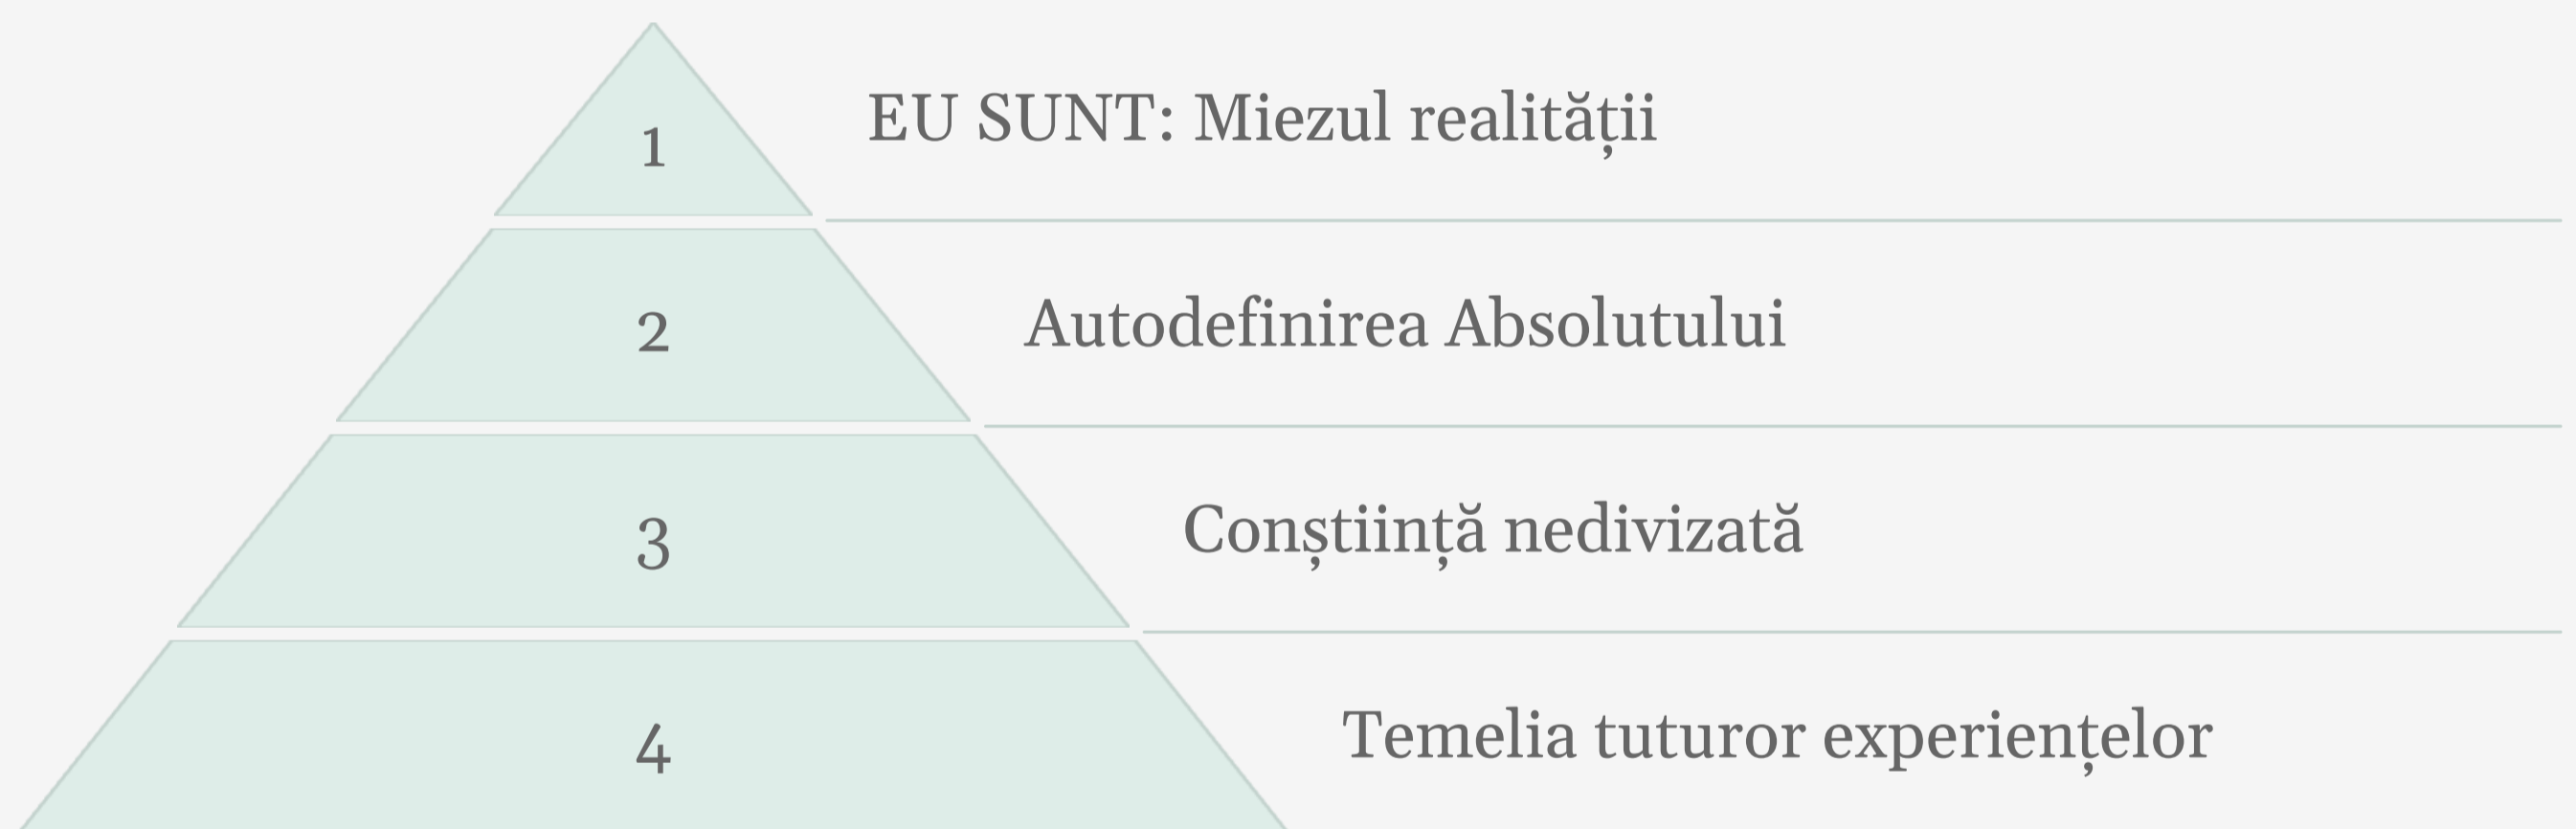 1
EU SUNT: Miezul realității
2
Autodefinirea Absolutului
3
Conștiință nedivizată
4
Temelia tuturor experiențelor